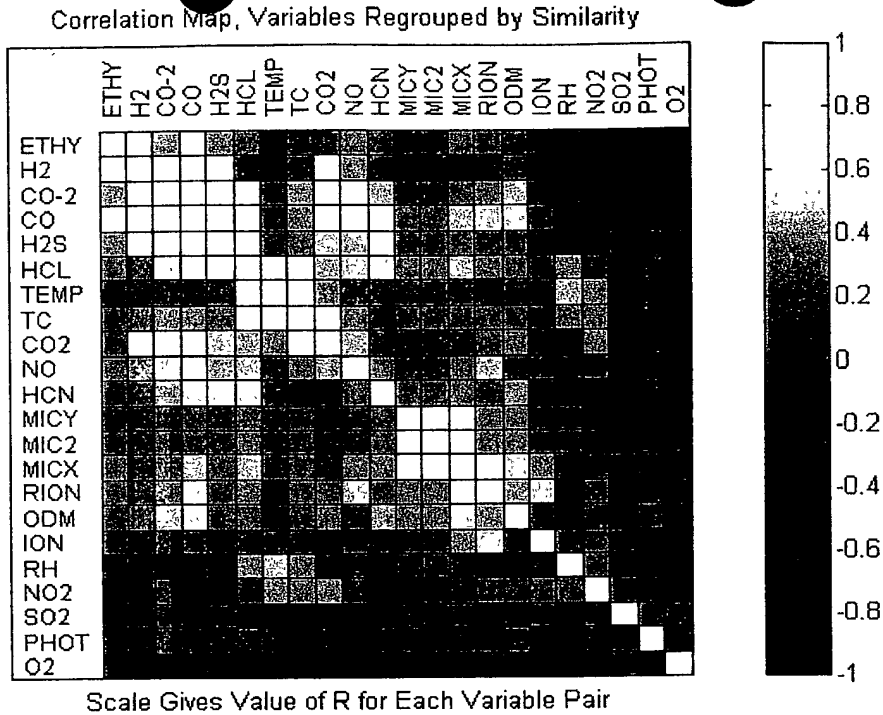 Correlation Map, Variables Regrouped by Similarity
ETHY H2 CO-2 CO H2S HCL TEMP TC CO2 NO HCN MICY MIC2 MICX RION ODM ION RH NO2 SO2 PHOT O2
ETHY
H2
CO-2
CO
H2S
HCL
TEMP
TC
CO2
NO
HCN
MICY
MIC2
MICX
RION
ODM
ION
RH
NO2
SO2
PHOT
O2
1
0.8
0.6
0.4
0.2
0
-0.2
-0.4
-0.6
-0.8
-1
Scale Gives Value of R for Each Variable Pair